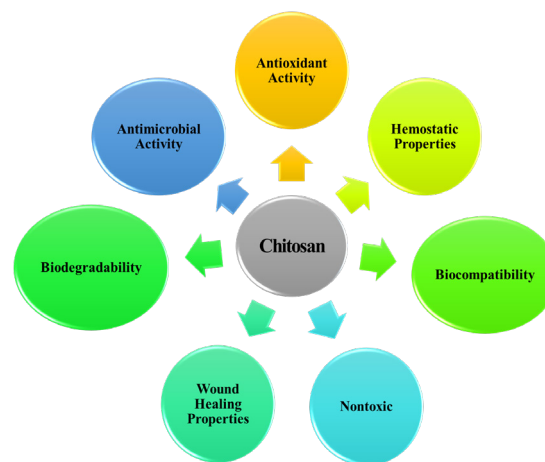 Antioxidant
Activity
Antimicrobial
Activity
Hemostatic
Properties
Chitosan
Biodegradability
Biocompatibility
Wound
Healing
Properties
Nontoxic